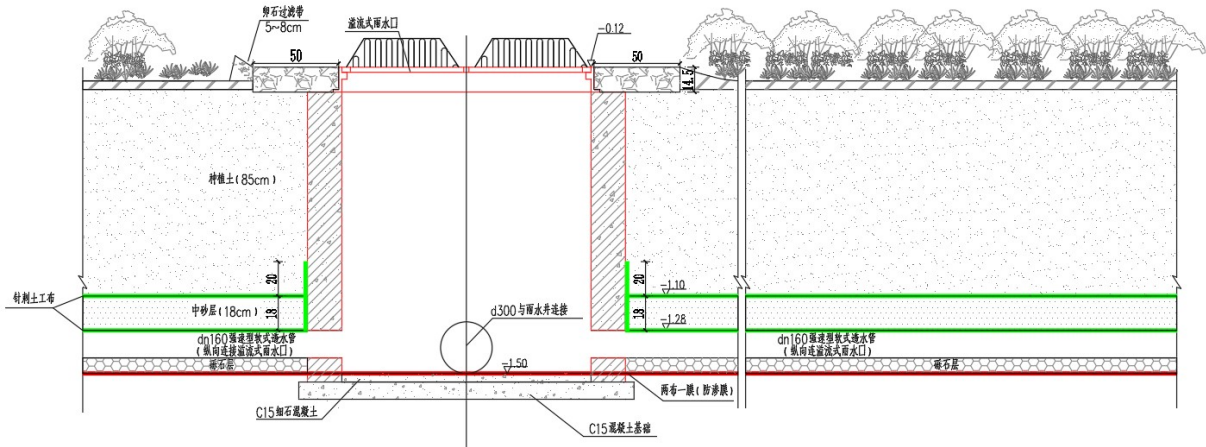 卵石过滤带
5~8cm
溢流式雨水口
-0.12
50
50
14.5
种植土(85cm)
20
20
-1.10
针刺土工布
中砂层(18cm)
18
18
d300与雨水井连接
-1.28
dn160强速型软式透水管
(纵向连接溢流式雨水口)
dn160强速型软式透水管
(纵向连溢流式雨水口)
砾石层
-1.50
砾石层
两布一膜(防渗膜)
C15细石混凝土
C15混凝土基础